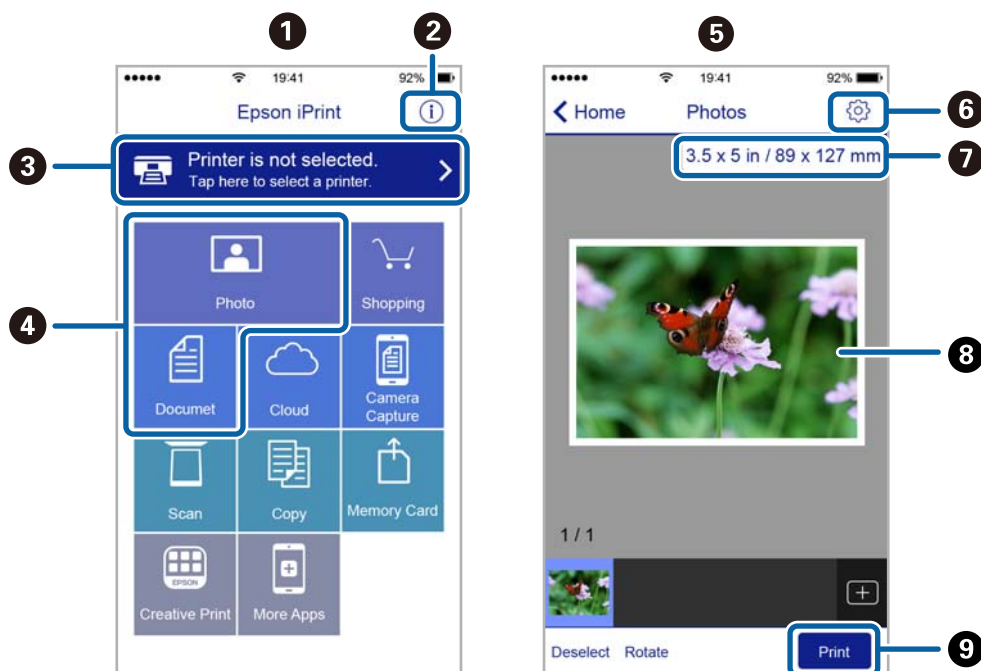 1
2
5
19:41
92%
Epson iPrint
3
Printer is not selected.
Tap here to select a printer.
4
Photo
Shopping
Documet
Cloud
Camera
Capture
Scan
Copy
Memory Card
EPSON
Creative Print
More Apps
19:41
92%
Home
Photos
6
3.5 x 5 in / 89 x 127 mm
7
8
1 / 1
Deselect
Rotate
Print
9